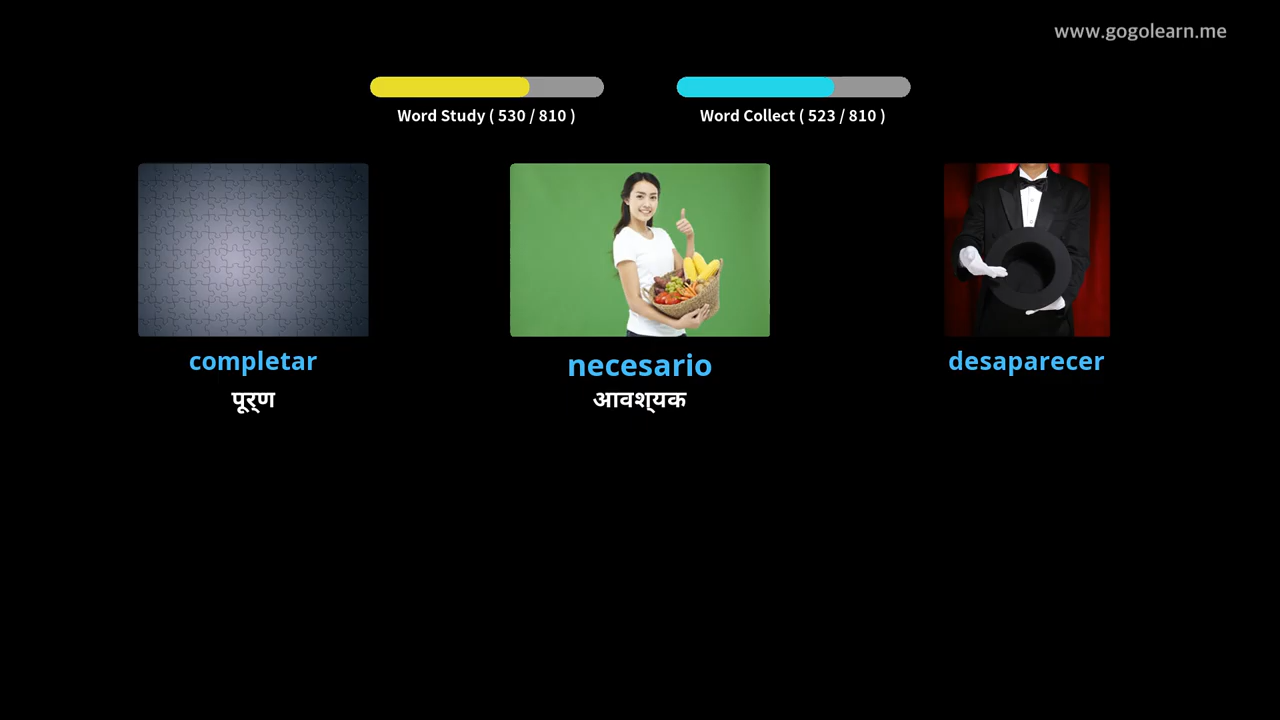 www.gogolearn.me
Word Study ( 530 / 810 )
Word Collect ( 523 / 810 )
completar
पूर्ण
necesario
आवश्यक
desaparecer